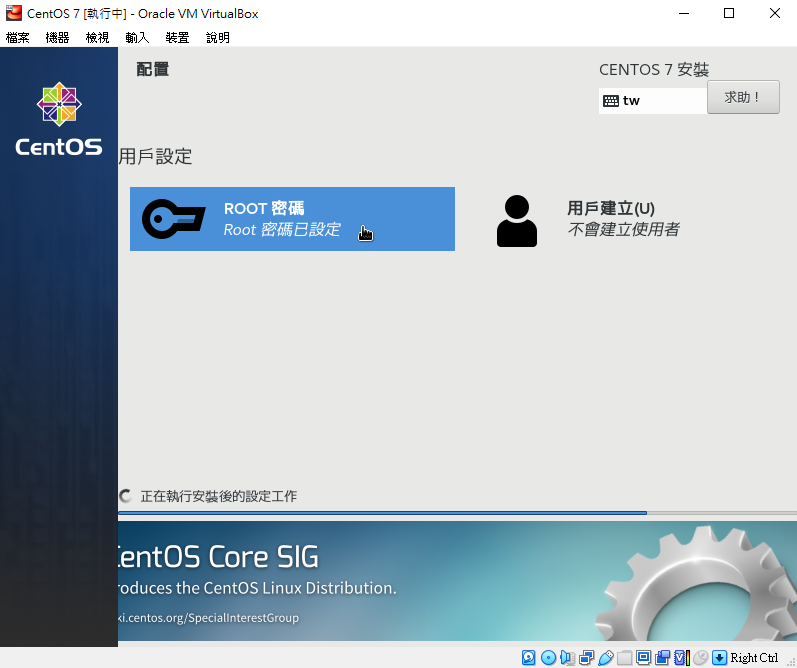 CentOS 7 [執行中] - Oracle VM VirtualBox
檔案 機器 檢視 輸入 裝置 說明
配置
CENTOS 7 安裝
tw
求助！
CentOS
用戶設定
ROOT 密碼
Root 密碼已設定
用戶建立(U)
不會建立使用者
正在執行安裝後的設定工作
CentOS Core SIG
roduces the CentOS Linux Distribution.
ki.centos.org/SpecialInterestGroup
Right Ctrl